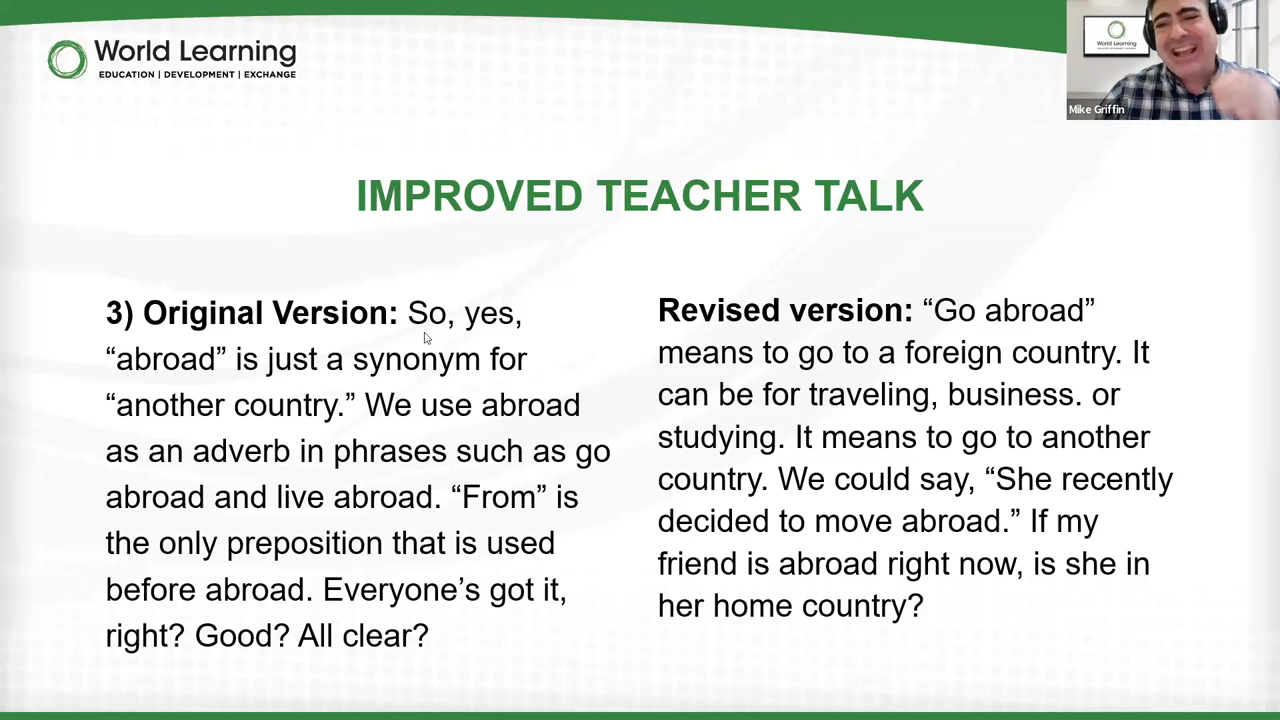 World Learning
EDUCATION | DEVELOPMENT | EXCHANGE
World Learning
Mike Griffin
IMPROVED TEACHER TALK
3) Original Version: So, yes,
“abroad” is just a synonym for
“another country.” We use abroad
as an adverb in phrases such as go
abroad and live abroad. “From” is
the only preposition that is used
before abroad. Everyone’s got it,
right? Good? All clear?
Revised version: “Go abroad”
means to go to a foreign country. It
can be for traveling, business. or
studying. It means to go to another
country. We could say, “She recently
decided to move abroad.” If my
friend is abroad right now, is she in
her home country?